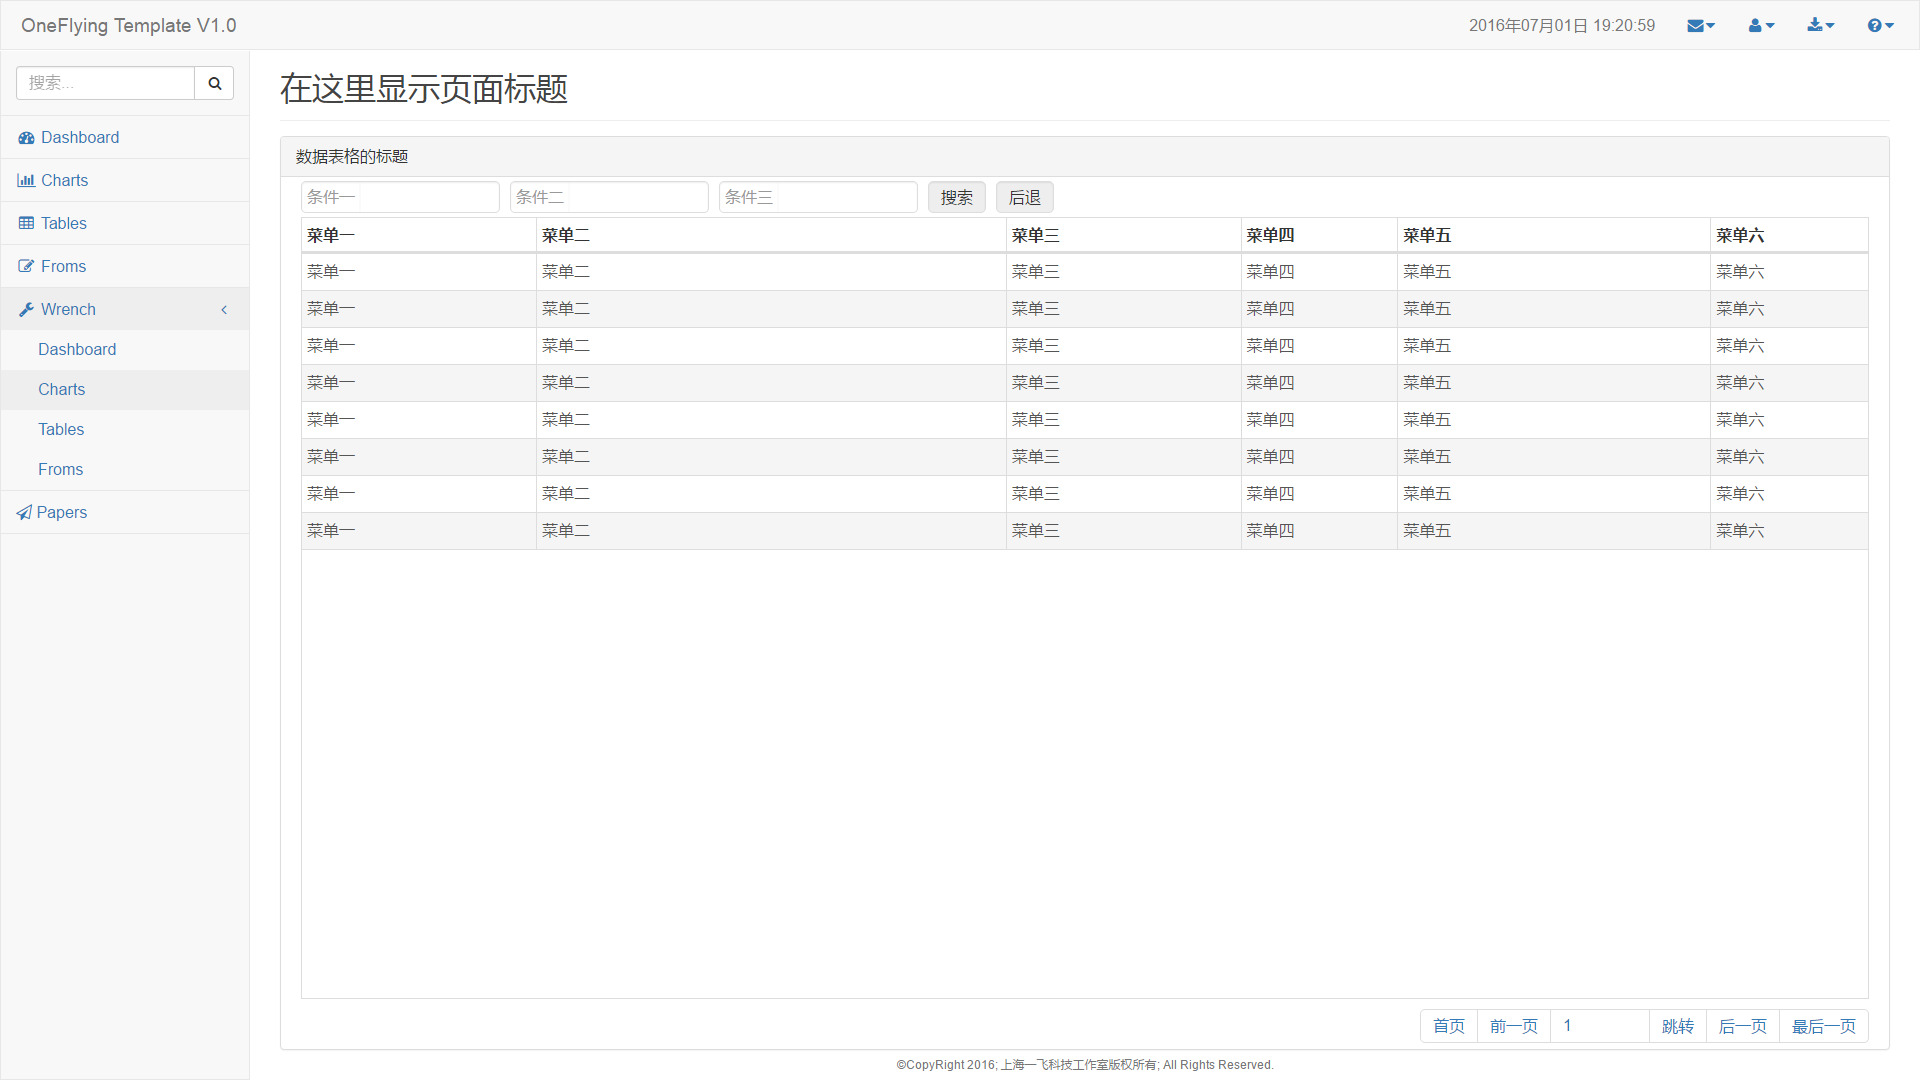 OneFlying Template V1.0
2016年07月01日 19:20:59
搜索...
Dashboard
Charts
Tables
Froms
Wrench
Dashboard
Charts
Tables
Froms
Papers
在这里显示页面标题
数据表格的标题
条件一 条件二 条件三 搜索 后退
菜单一 菜单二 菜单三 菜单四 菜单五 菜单六
菜单一 菜单二 菜单三 菜单四 菜单五 菜单六
菜单一 菜单二 菜单三 菜单四 菜单五 菜单六
菜单一 菜单二 菜单三 菜单四 菜单五 菜单六
菜单一 菜单二 菜单三 菜单四 菜单五 菜单六
菜单一 菜单二 菜单三 菜单四 菜单五 菜单六
菜单一 菜单二 菜单三 菜单四 菜单五 菜单六
菜单一 菜单二 菜单三 菜单四 菜单五 菜单六
菜单一 菜单二 菜单三 菜单四 菜单五 菜单六
首页 前一页 1 跳转 后一页 最后一页
©CopyRight 2016; 上海一飞科技工作室版权所有; All Rights Reserved.